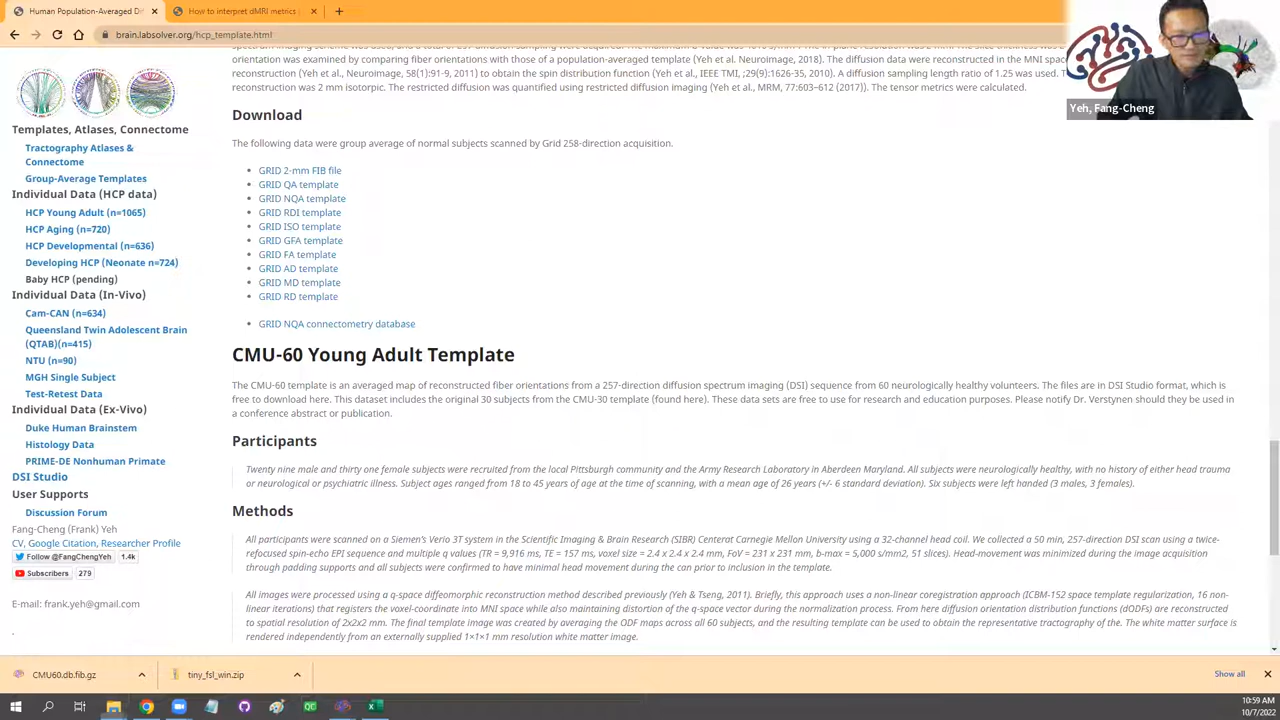 Human Population-Averaged Dif
How to interpret dMRI metrics
brain.labsolver.org/hcp_template.html
orientation was examined by comparing fiber orientations with those of a population-averaged template (Yeh et al. Neuroimage, 2018). The diffusion data were reconstructed in the MNI space
reconstruction (Yeh et al., Neuroimage, 58(1):91-9, 2011) to obtain the spin distribution function (Yeh et al., IEEE TMI, ;29(9):1626-35, 2010). A diffusion sampling length ratio of 1.25 was used. T
reconstruction was 2 mm isotorpic. The restricted diffusion was quantified using restricted diffusion imaging (Yeh et al., MRM, 77:603–612 (2017)). The tensor metrics were calculated.
Yeh, Fang-Cheng
Download
The following data were group average of normal subjects scanned by Grid 258-direction acquisition.
GRID 2-mm FIB file
GRID QA template
GRID NQA template
GRID RDI template
GRID ISO template
GRID GFA template
GRID FA template
GRID AD template
GRID MD template
GRID RD template
GRID NQA connectometry database
CMU-60 Young Adult Template
The CMU-60 template is an averaged map of reconstructed fiber orientations from a 257-direction diffusion spectrum imaging (DSI) sequence from 60 neurologically healthy volunteers. The files are in DSI Studio format, which is
free to download here. This dataset includes the original 30 subjects from the CMU-30 template (found here). These data sets are free to use for research and education purposes. Please notify Dr. Verstynen should they be used in
a conference abstract or publication.
Participants
Twenty nine male and thirty one female subjects were recruited from the local Pittsburgh community and the Army Research Laboratory in Aberdeen Maryland. All subjects were neurologically healthy, with no history of either head trauma
or neurological or psychiatric illness. Subject ages ranged from 18 to 45 years of age at the time of scanning, with a mean age of 26 years (+/- 6 standard deviation). Six subjects were left handed (3 males, 3 females).
Methods
All participants were scanned on a Siemen's Verio 3T system in the Scientific Imaging & Brain Research (SIBR) Centerat Carnegie Mellon University using a 32-channel head coil. We collected a 50 min, 257-direction DSI scan using a twice-
refocused spin-echo EPI sequence and multiple q values (TR = 9,916 ms, TE = 157 ms, voxel size = 2.4 x 2.4 x 2.4 mm, FoV = 231 x 231 mm, b-max = 5,000 s/mm2, 51 slices). Head-movement was minimized during the image acquisition
through padding supports and all subjects were confirmed to have minimal head movement during the can prior to inclusion in the template.
All images were processed using a q-space diffeomorphic reconstruction method described previously (Yeh & Tseng, 2011). Briefly, this approach uses a non-linear coregistration approach (ICBM-152 space template regularization, 16 non-
linear iterations) that registers the voxel-coordinate into MNI space while also maintaining distortion of the q-space vector during the normalization process. From here diffusion orientation distribution functions (dODFs) are reconstructed
to spatial resolution of 2x2x2 mm. The final template image was created by averaging the ODF maps across all 60 subjects, and the resulting template can be used to obtain the representative tractography of the. The white matter surface is
rendered independently from an externally supplied 1×1×1 mm resolution white matter image.
Templates, Atlases, Connectome
Tractography Atlases &
Connectome
Group-Average Templates
Individual Data (HCP data)
HCP Young Adult (n=1065)
HCP Aging (n=720)
HCP Developmental (n=636)
Developing HCP (Neonate n=724)
Baby HCP (pending)
Individual Data (In-Vivo)
Cam-CAN (n=634)
Queensland Twin Adolescent Brain
(QTAB)(n=415)
NTU (n=90)
MGH Single Subject
Test-Retest Data
Individual Data (Ex-Vivo)
Duke Human Brainstem
Histology Data
PRIME-DE Nonhuman Primate
DSI Studio
User Supports
Discussion Forum
Fang-Cheng (Frank) Yeh
CV, Google Citation, Researcher Profile
Follow @FangChengYeh 1.4k
Subscribers 279
E-mail: frank.yeh@gmail.com
.
CMU60.db.fib.gz
tiny_fsl_win.zip
Show all
QC
10:59 AM
10/7/2022